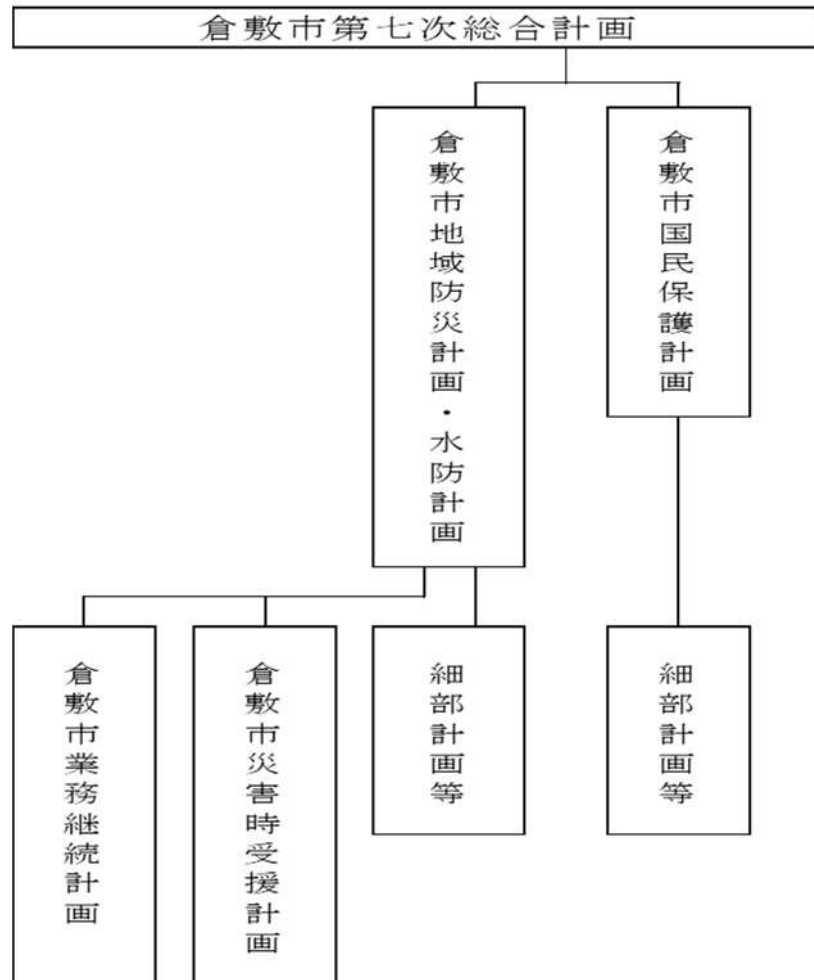 倉敷市第七次総合計画
倉敷市国民保護計画
倉敷市地域防災計画・水防計画
細部計画等
細部計画等
倉敷市災害時受援計画
倉敷市業務継続計画